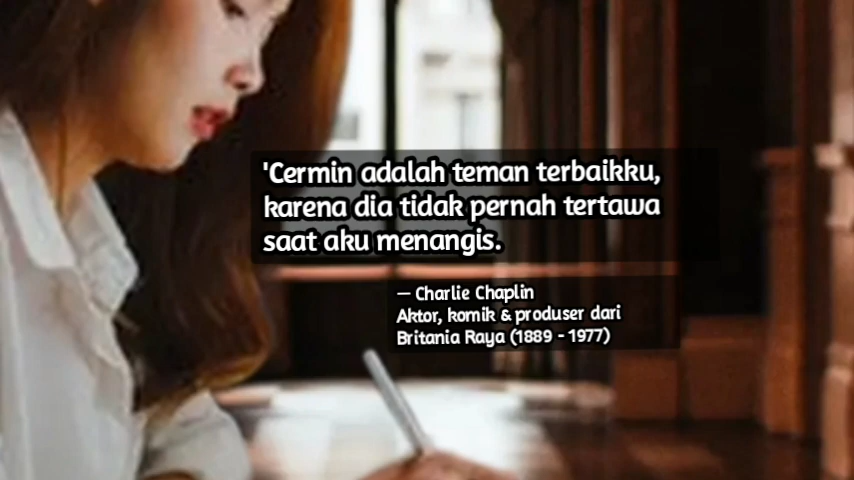 'Cermin adalah teman terbaikku,
karena dia tidak pernah tertawa
saat aku menangis.
— Charlie Chaplin
Aktor, komik & produser dari
Britania Raya (1889 - 1977)